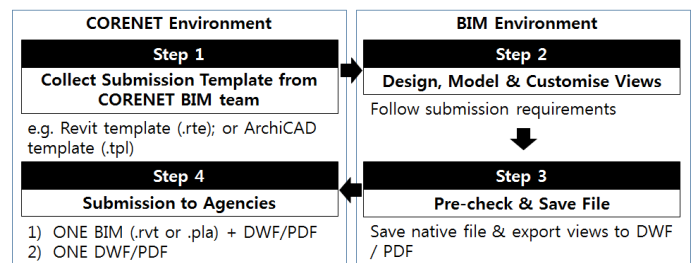 CORENET Environment
Step 1
Collect Submission Template from
CORENET BIM team
e.g. Revit template (.rte); or ArchiCAD
template (.tpl)
BIM Environment
Step 2
Design, Model & Customise Views
Follow submission requirements
Step 3
Pre-check & Save File
Save native file & export views to DWF
/ PDF
Step 4
Submission to Agencies
1) ONE BIM (.rvt or .pla) + DWF/PDF
2) ONE DWF/PDF